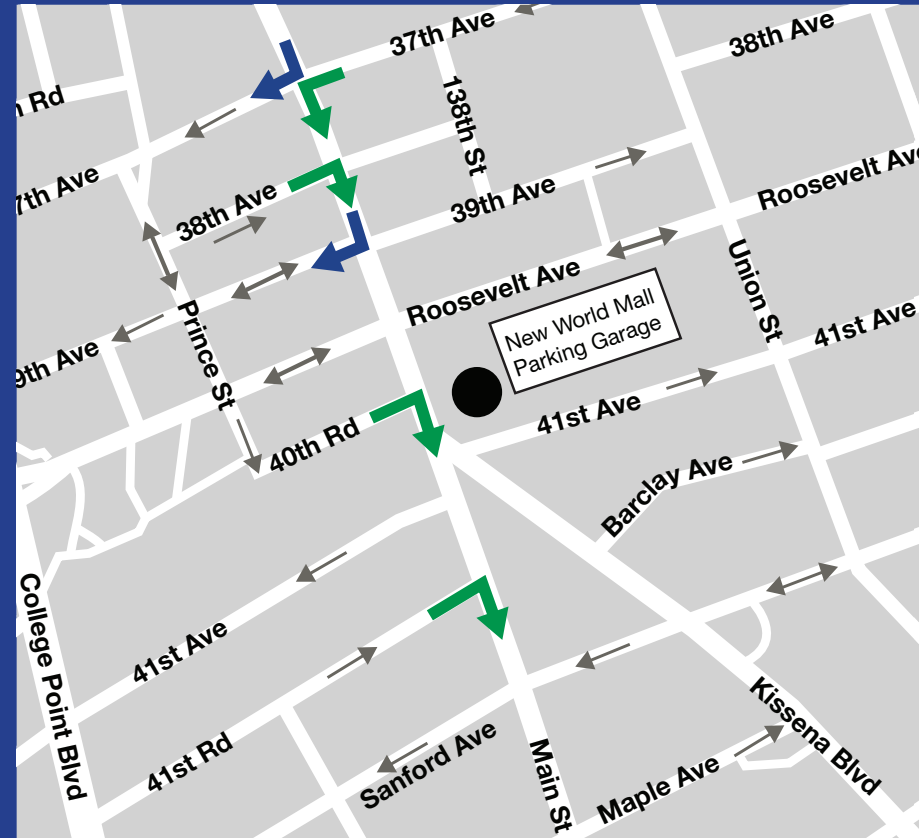 37th Ave
38th Ave
n Rd
138th St
7th Ave
38th Ave
39th Ave
Roosevelt Ave
Roosevelt Ave
Union St
New World Mall
Parking Garage
Prince St
9th Ave
41st Ave
41st Ave
40th Rd
Barclay Ave
College Point Blvd
41st Ave
41st Rd
Sanford Ave
Main St
Maple Ave
Kissena Blvd